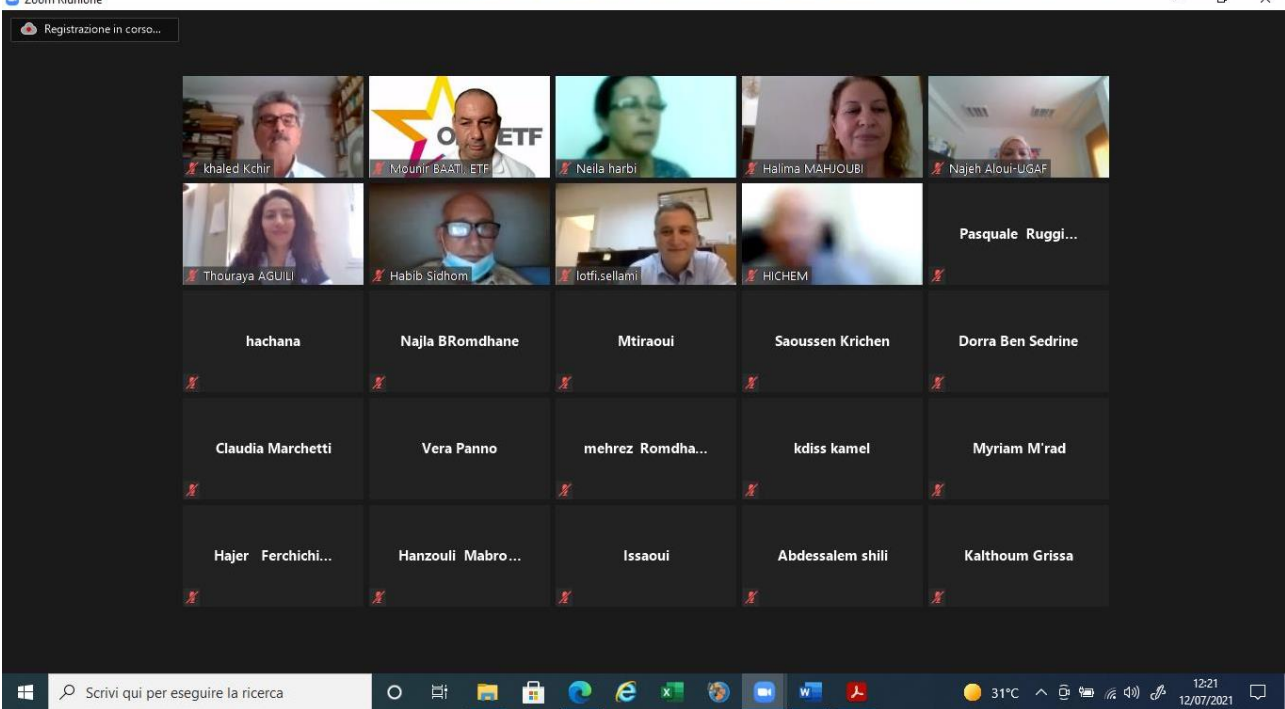 Zoom Riunione
Registrazione in corso...
ETF
khaled Kchir
Mounir BAATI, ETF
Neila harbi
Halima MAHJOUBI
Najeh Aloui-UGAF
Thouraya AGUILI
Habib Sidhom
lotfi.sellami
HICHEM
Pasquale Ruggi...
hachana
Najla BRomdhane
Mtiraoui
Saoussen Krichen
Dorra Ben Sedrine
Claudia Marchetti
Vera Panno
mehrez Romdha...
kdiss kamel
Myriam M'rad
Hajer Ferchichi...
Hanzouli Mabro...
Issaoui
Abdessalem shili
Kalthoum Grissa
Scrivi qui per eseguire la ricerca
31°C
12:21
12/07/2021